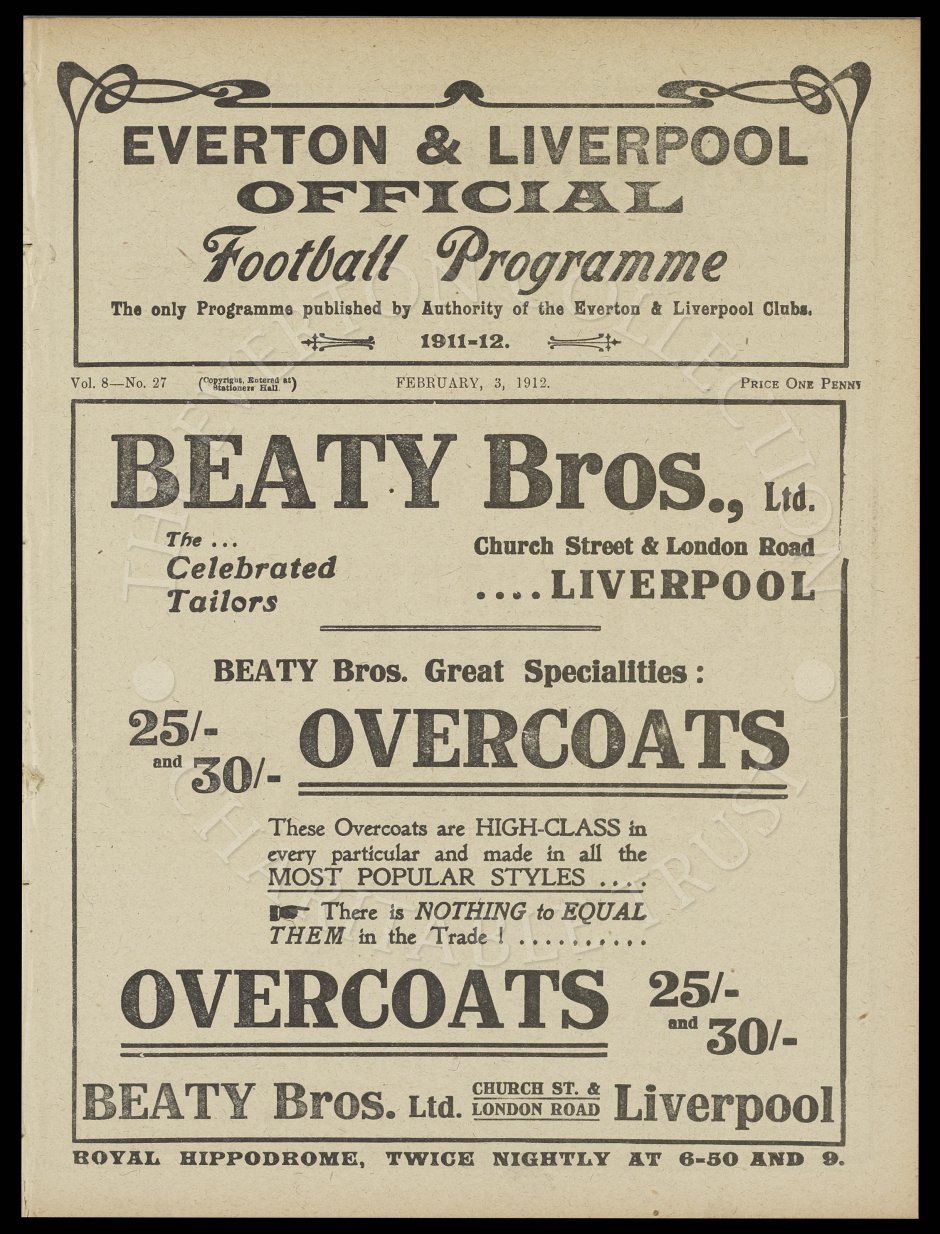 EVERTON & LIVERPOOL
OFFICIAL
Football Programme
The only Programme published by Authority of the Everton & Liverpool Clubs.
1911-12.
Vol. 8—No. 27 (Copyright, Entered at Stationers' Hall.) FEBRUARY, 3, 1912. PRICE ONE PENNY
BEATY Bros., Ltd.
The ...
Celebrated
Tailors
Church Street & London Road
....LIVERPOOL
BEATY Bros. Great Specialities:
25/-
and 30/-
OVERCOATS
These Overcoats are HIGH-CLASS in
every particular and made in all the
MOST POPULAR STYLES ....
☛ There is NOTHING to EQUAL
THEM in the Trade! ..........
OVERCOATS
25/-
and 30/-
BEATY Bros. Ltd. CHURCH ST. & LONDON ROAD Liverpool
ROYAL HIPPODROME, TWICE NIGHTLY AT 6-50 AND 9.
THE EVERTON COLLECTION
CHARITABLE TRUST